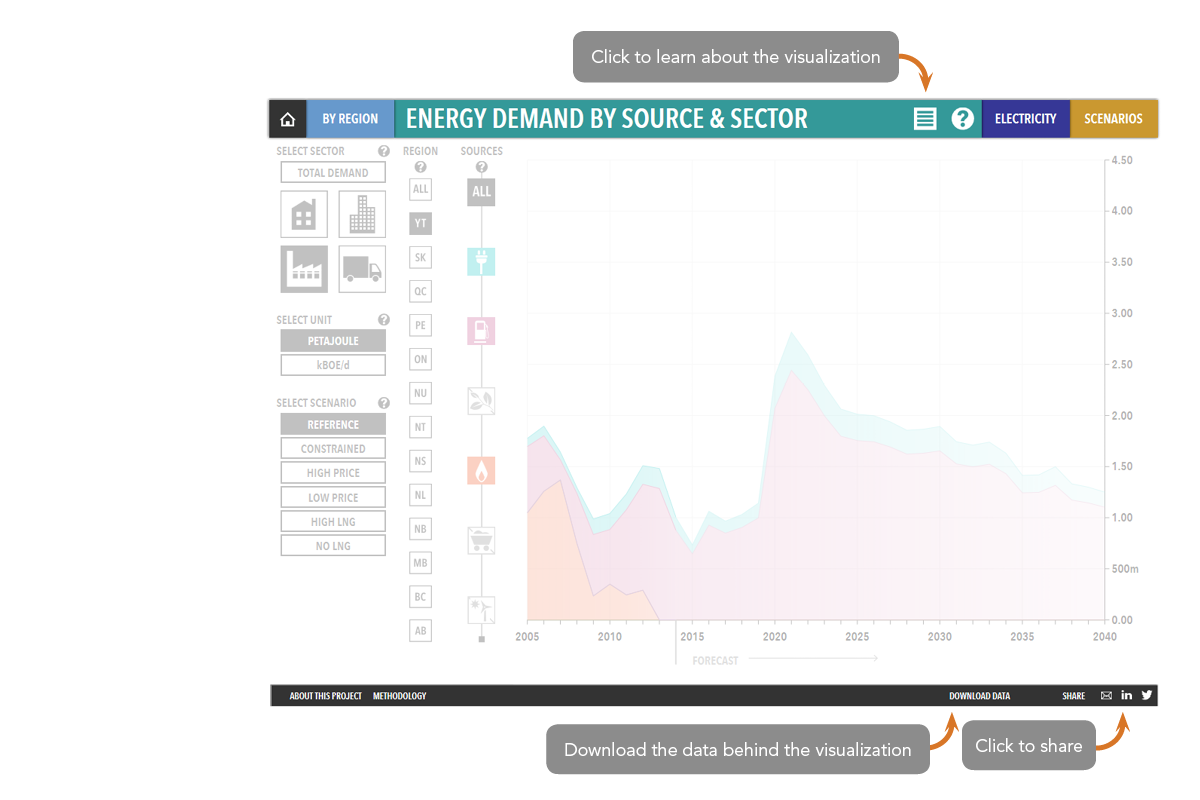 Click to learn about the visualization
BY REGION
ENERGY DEMAND BY SOURCE & SECTOR
?
ELECTRICITY
SCENARIOS
SELECT SECTOR ?
TOTAL DEMAND
SELECT UNIT ?
PETAJOULE
kBOE/d
SELECT SCENARIO ?
REFERENCE
CONSTRAINED
HIGH PRICE
LOW PRICE
HIGH LNG
NO LNG
REGION
?
ALL
YT
SK
QC
PE
ON
NU
NT
NS
NL
NB
MB
BC
AB
SOURCES
?
ALL
4.50
4.00
3.50
3.00
2.50
2.00
1.50
1.00
500m
0.00
2005 2010 2015 2020 2025 2030 2035 2040
FORECAST
ABOUT THIS PROJECT METHODOLOGY DOWNLOAD DATA SHARE in
Download the data behind the visualization
Click to share